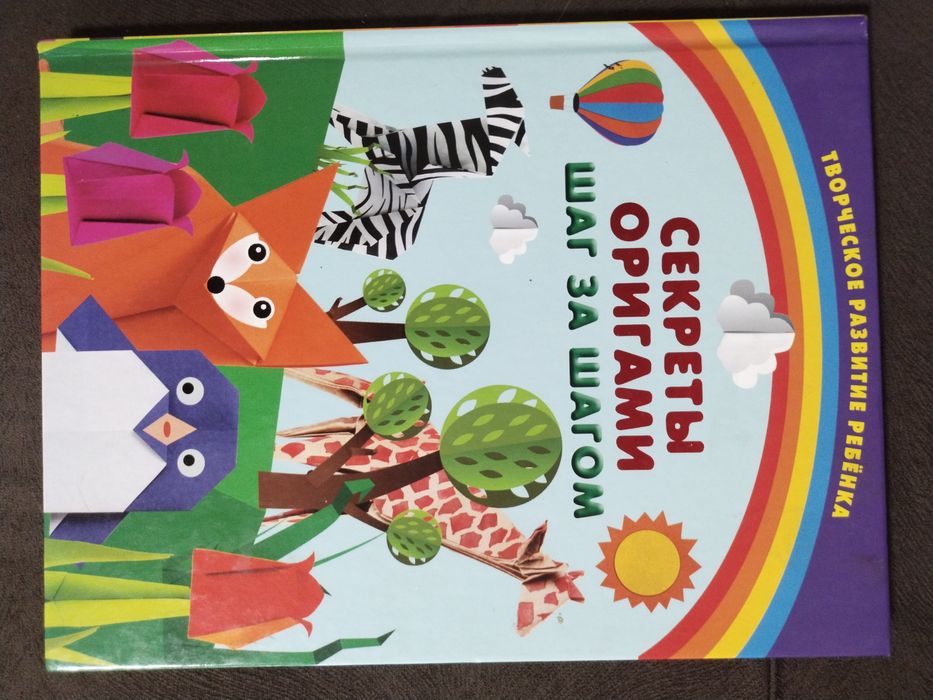 ТВОРЧЕСКОЕ РАЗВИТИЕ РЕБЁНКА
СЕКРЕТЫ
ОРИГАМИ
ШАГ ЗА ШАГОМ